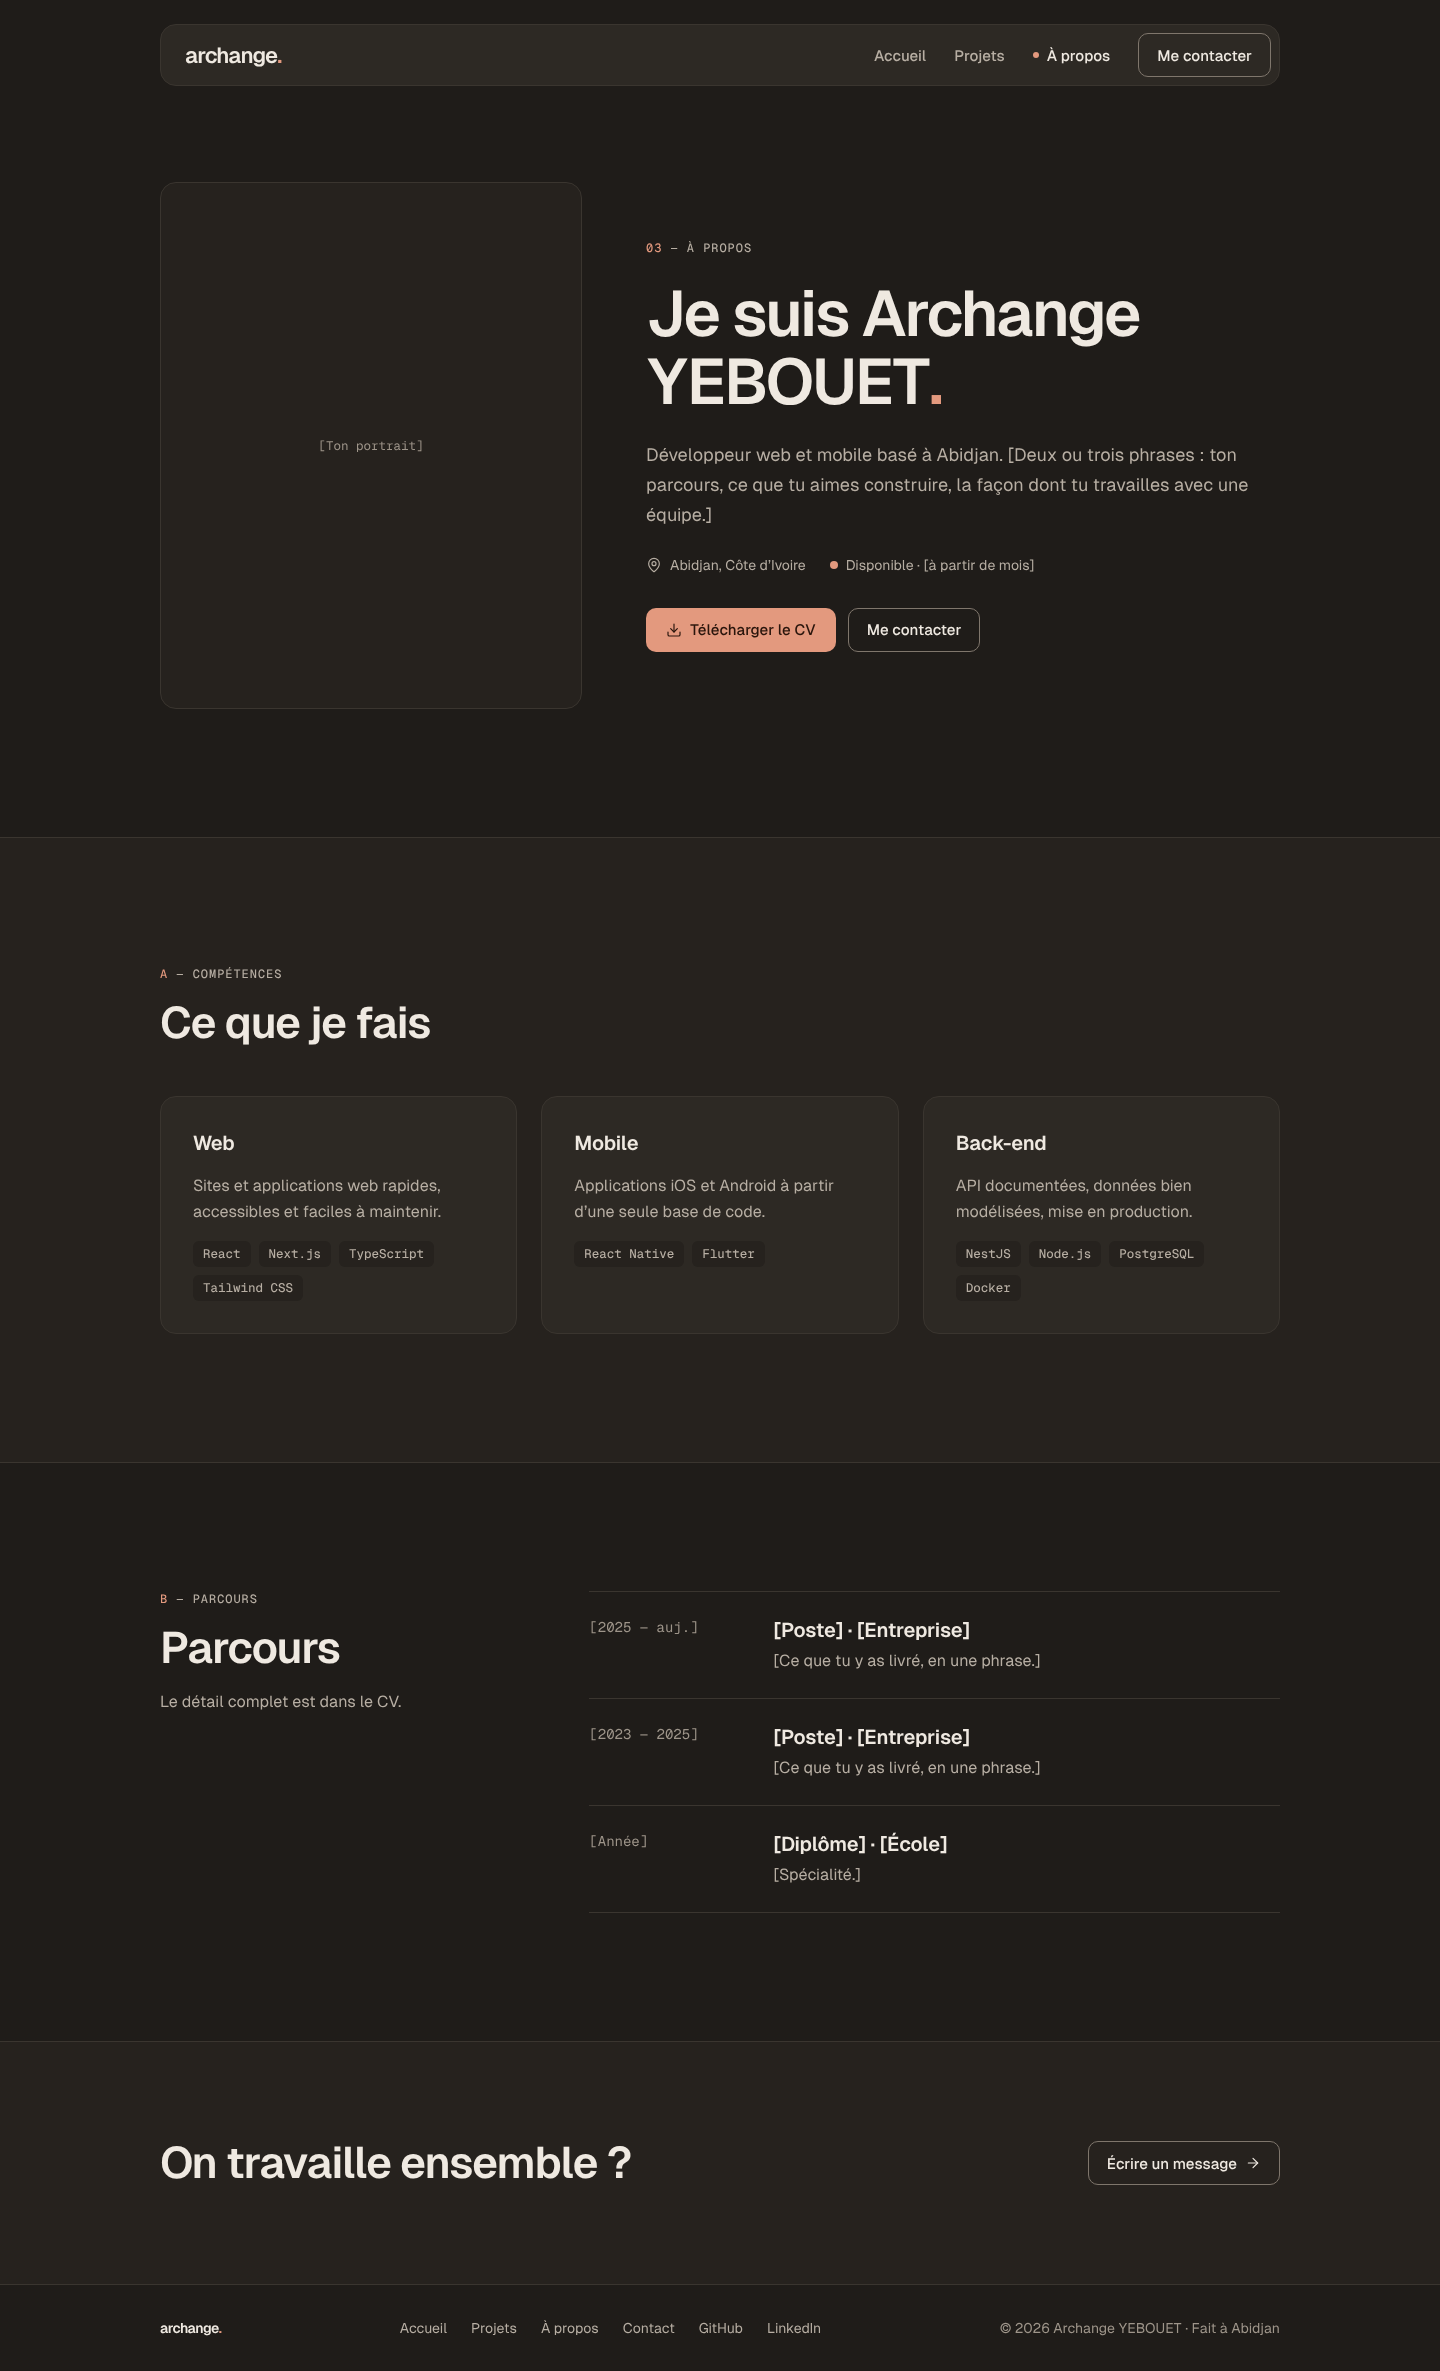 archange.
Accueil
Projets
À propos
Me contacter
[Ton portrait]
03 — À PROPOS
Je suis Archange
YEBOUET.
Développeur web et mobile basé à Abidjan. [Deux ou trois phrases : ton
parcours, ce que tu aimes construire, la façon dont tu travailles avec une
équipe.]
Abidjan, Côte d’Ivoire
Disponible · [à partir de mois]
Télécharger le CV
Me contacter
A — COMPÉTENCES
Ce que je fais
Web
Sites et applications web rapides,
accessibles et faciles à maintenir.
React Next.js TypeScript
Tailwind CSS
Mobile
Applications iOS et Android à partir
d’une seule base de code.
React Native Flutter
Back-end
API documentées, données bien
modélisées, mise en production.
NestJS Node.js PostgreSQL
Docker
B — PARCOURS
Parcours
Le détail complet est dans le CV.
[2025 — auj.]
[Poste] · [Entreprise]
[Ce que tu y as livré, en une phrase.]
[2023 — 2025]
[Poste] · [Entreprise]
[Ce que tu y as livré, en une phrase.]
[Année]
[Diplôme] · [École]
[Spécialité.]
On travaille ensemble ?
Écrire un message
archange.
Accueil Projets À propos Contact GitHub LinkedIn
© 2026 Archange YEBOUET · Fait à Abidjan